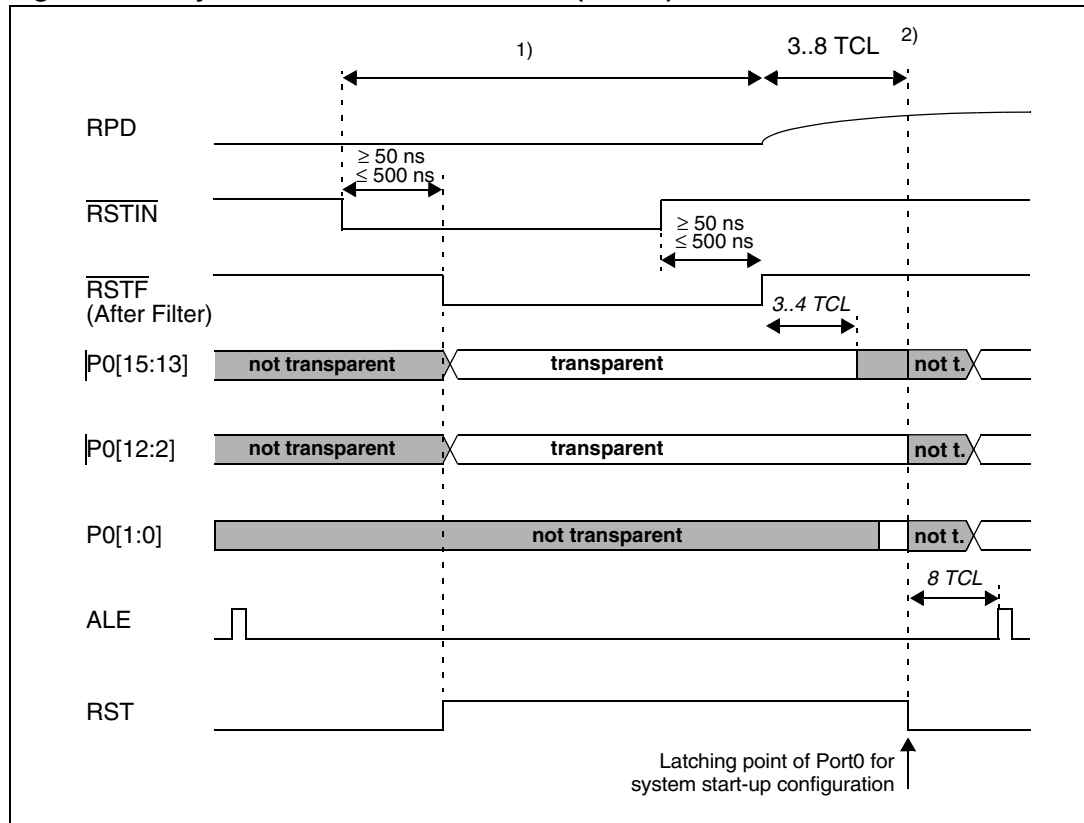 1)
3..8 TCL 2)
RPD
≥ 50 ns
≤ 500 ns
RSTIN
≥ 50 ns
≤ 500 ns
RSTF
(After Filter)
3..4 TCL
P0[15:13]
not transparent
transparent
not t.
P0[12:2]
not transparent
transparent
not t.
P0[1:0]
not transparent
not t.
8 TCL
ALE
RST
Latching point of Port0 for
system start-up configuration